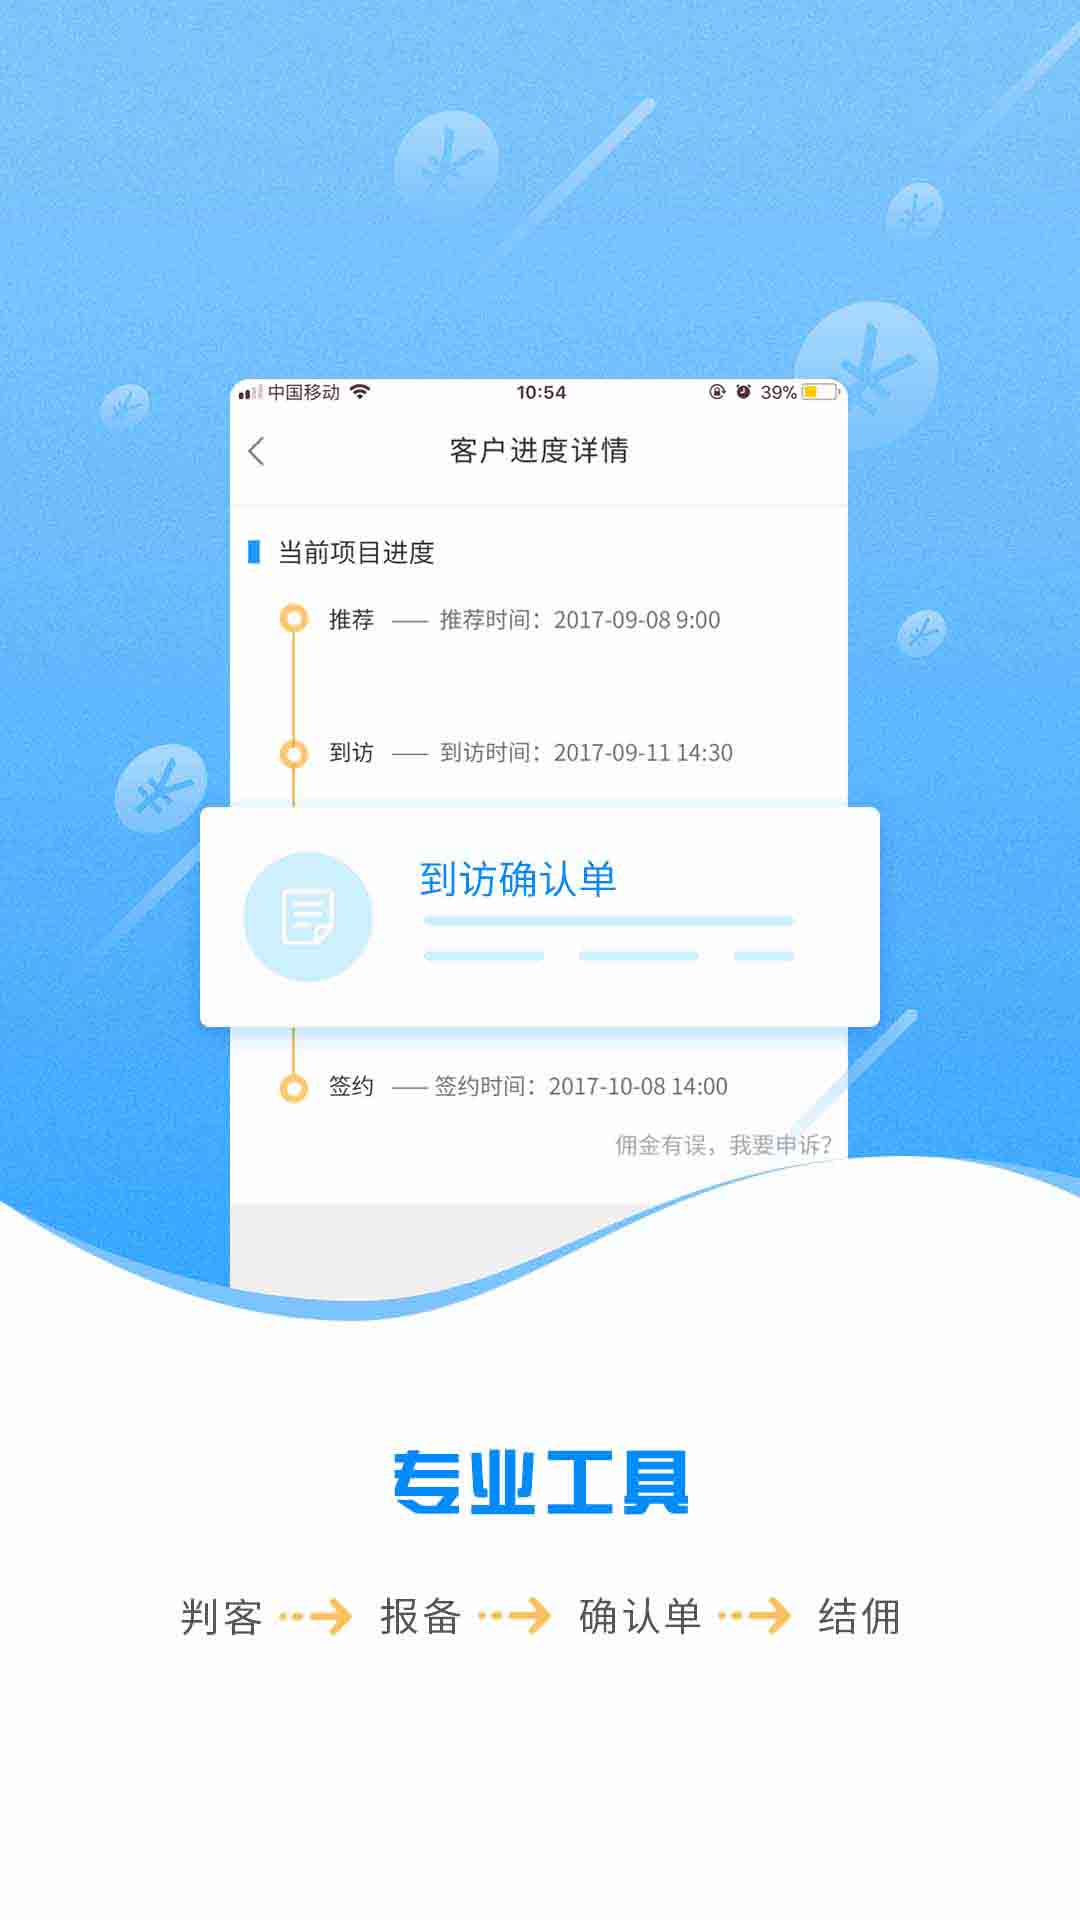 中国移动 10:54 39%
客户进度详情
当前项目进度
推荐 —— 推荐时间：2017-09-08 9:00
到访 —— 到访时间：2017-09-11 14:30
到访确认单
签约 —— 签约时间：2017-10-08 14:00
佣金有误，我要申诉？
专业工具
判客 报备 确认单 结佣